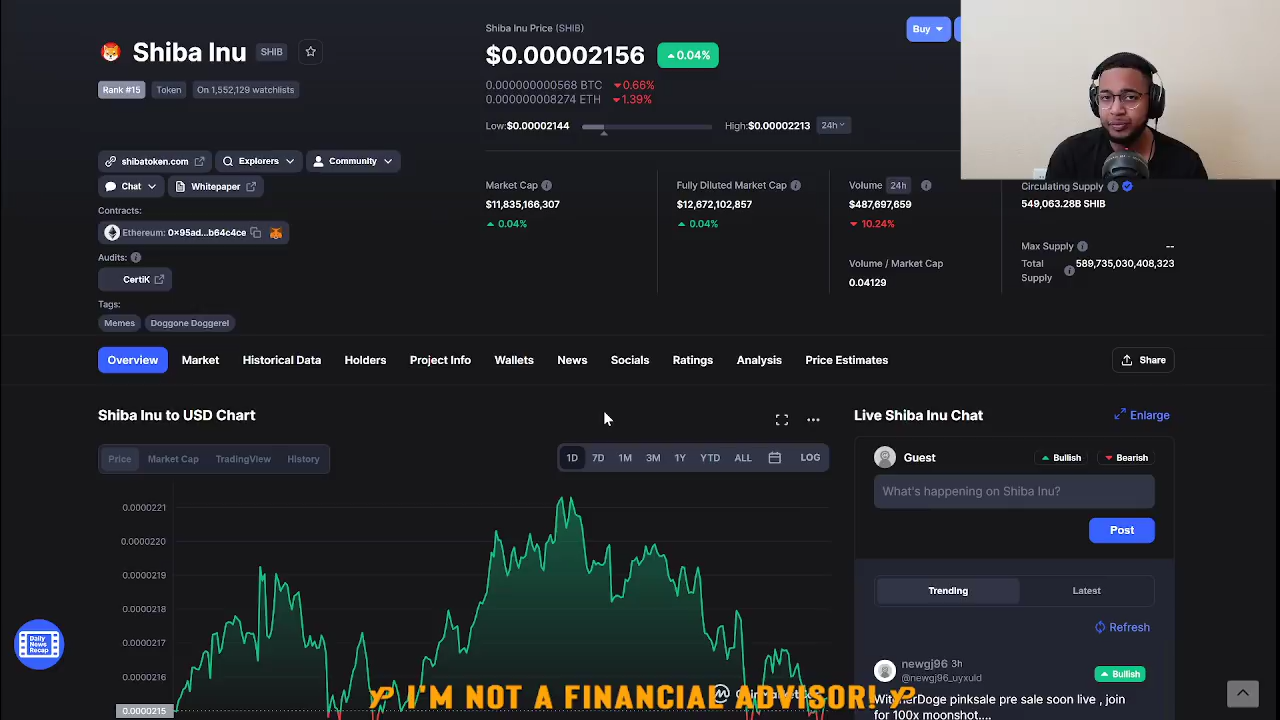 Shiba Inu SHIB
Rank #15 Token On 1,552,129 watchlists
shibatoken.com Explorers Community
Chat Whitepaper
Contracts:
Ethereum: 0x95ad...b64c4ce
Audits:
CertiK
Tags:
Memes Doggone Doggerel
Shiba Inu Price (SHIB)
$0.00002156 0.04%
0.000000000568 BTC 0.66%
0.000000008274 ETH 1.39%
Low:$0.00002144 High:$0.00002213 24h
Buy
Market Cap
$11,835,166,307
0.04%
Fully Diluted Market Cap
$12,672,102,857
0.04%
Volume 24h
$487,697,659
10.24%
Volume / Market Cap
0.04129
Circulating Supply
549,063.28B SHIB
Max Supply --
Total Supply 589,735,030,408,323
Overview Market Historical Data Holders Project Info Wallets News Socials Ratings Analysis Price Estimates Share
Shiba Inu to USD Chart
Price Market Cap TradingView History
1D 7D 1M 3M 1Y YTD ALL LOG
0.0000221
0.0000220
0.0000219
0.0000218
0.0000217
0.0000216
0.0000215
Live Shiba Inu Chat Enlarge
Guest Bullish Bearish
What's happening on Shiba Inu?
Post
Trending Latest
Refresh
newgj96 3h
@newgj96_uyxuld Bullish
pinksale pre sale soon live , join
for 100x moonshot....
Daily
News
Recap
I'M NOT A FINANCIAL ADVISOR!